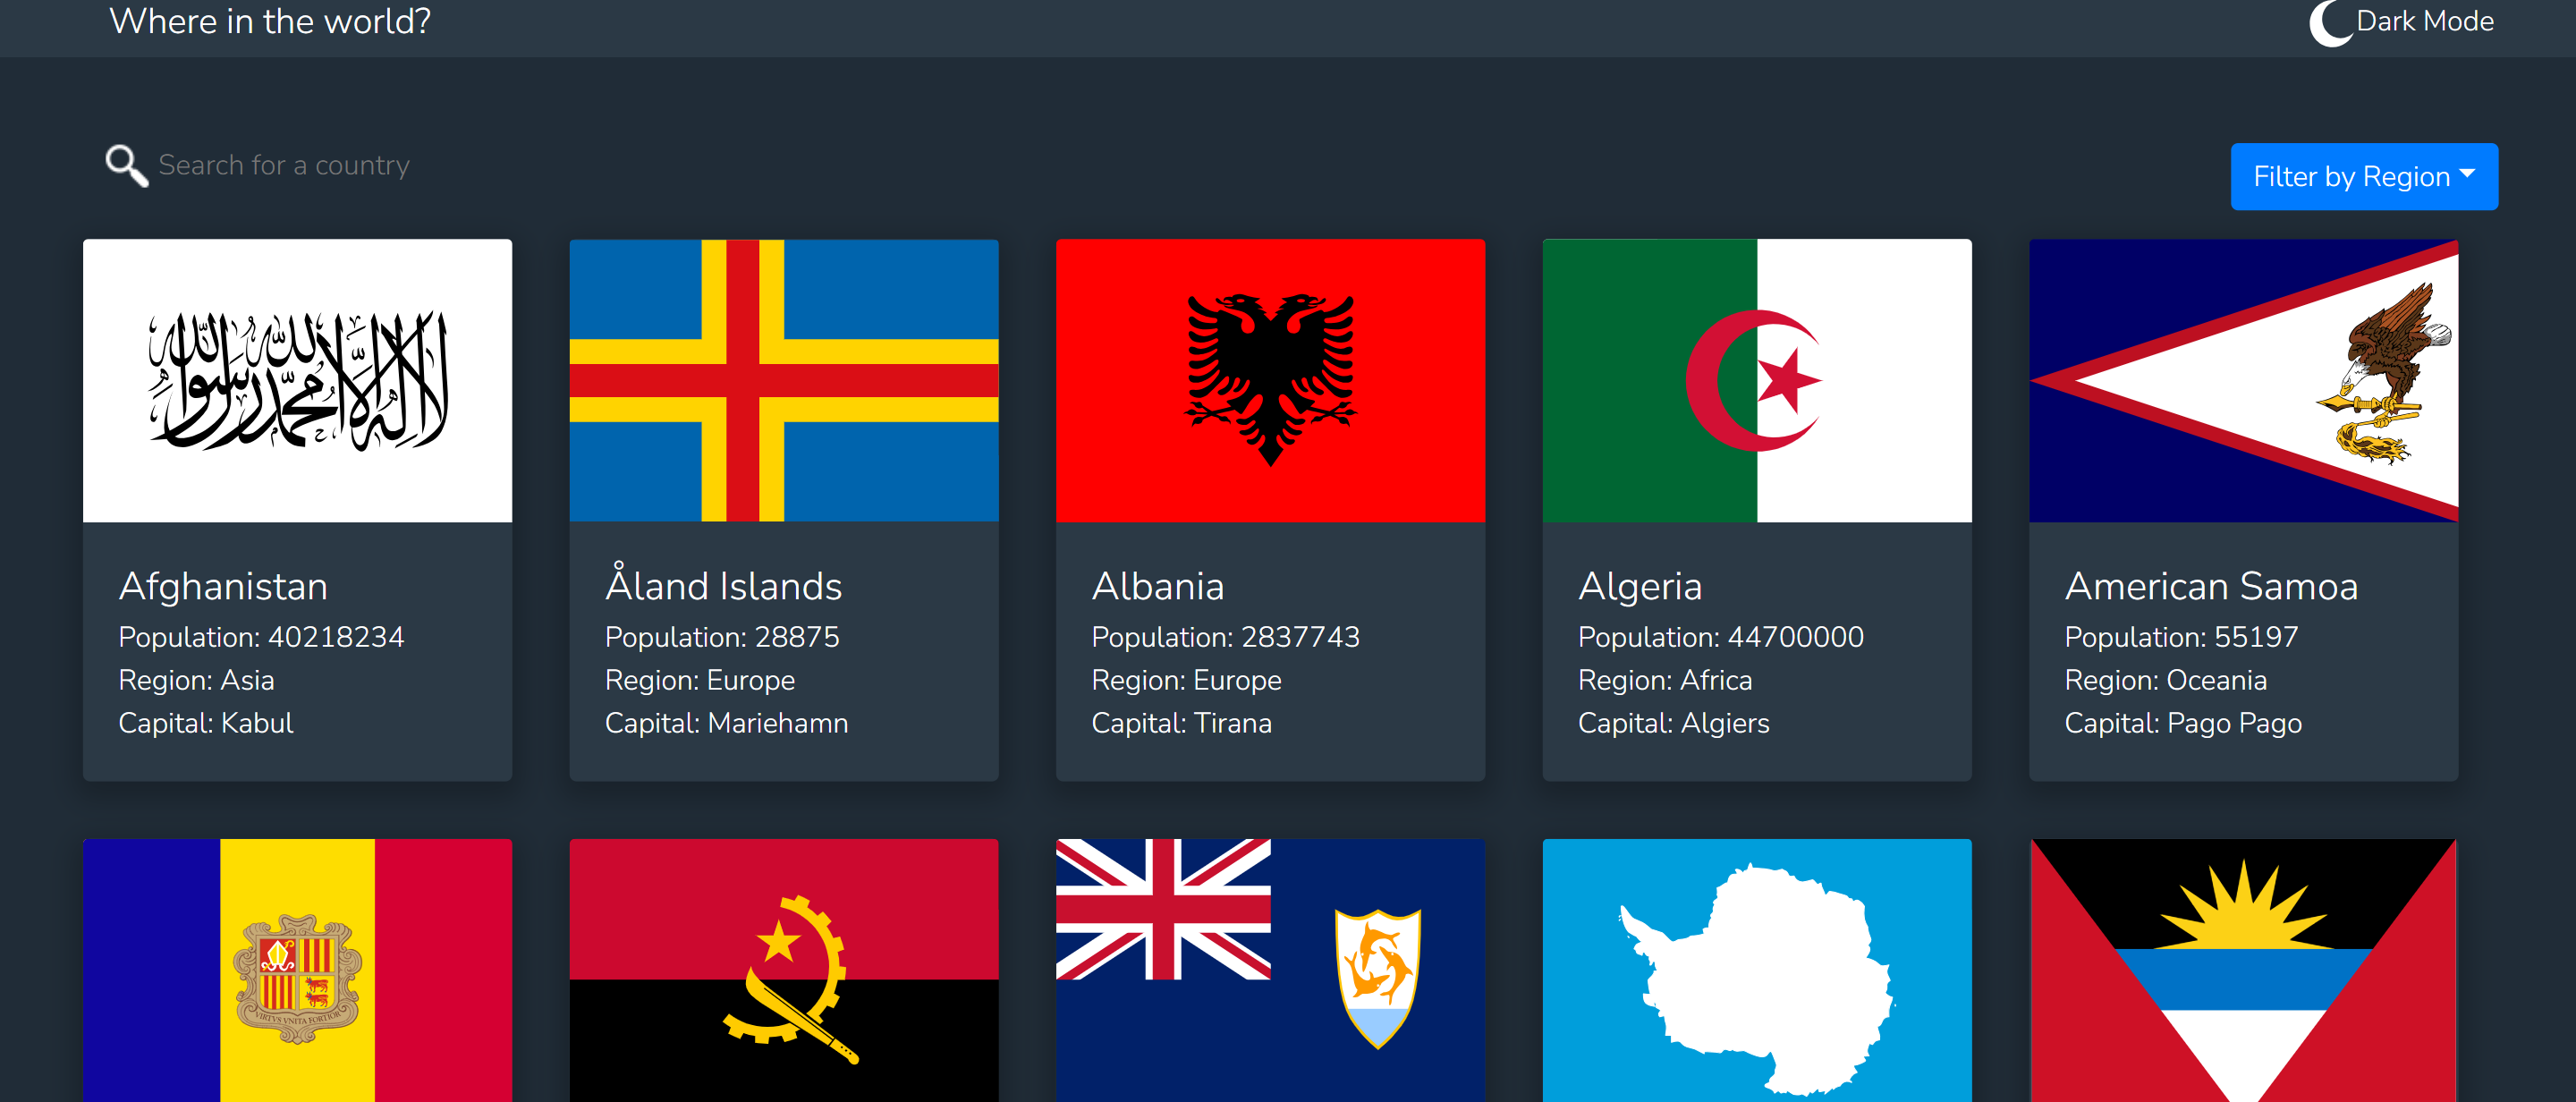 Where in the world?
Dark Mode
Search for a country
Filter by Region
لا إله إلا الله محمد رسول الله
Afghanistan
Population: 40218234
Region: Asia
Capital: Kabul
Åland Islands
Population: 28875
Region: Europe
Capital: Mariehamn
Albania
Population: 2837743
Region: Europe
Capital: Tirana
Algeria
Population: 44700000
Region: Africa
Capital: Algiers
American Samoa
Population: 55197
Region: Oceania
Capital: Pago Pago
VIRTVS VNITA FORTIOR